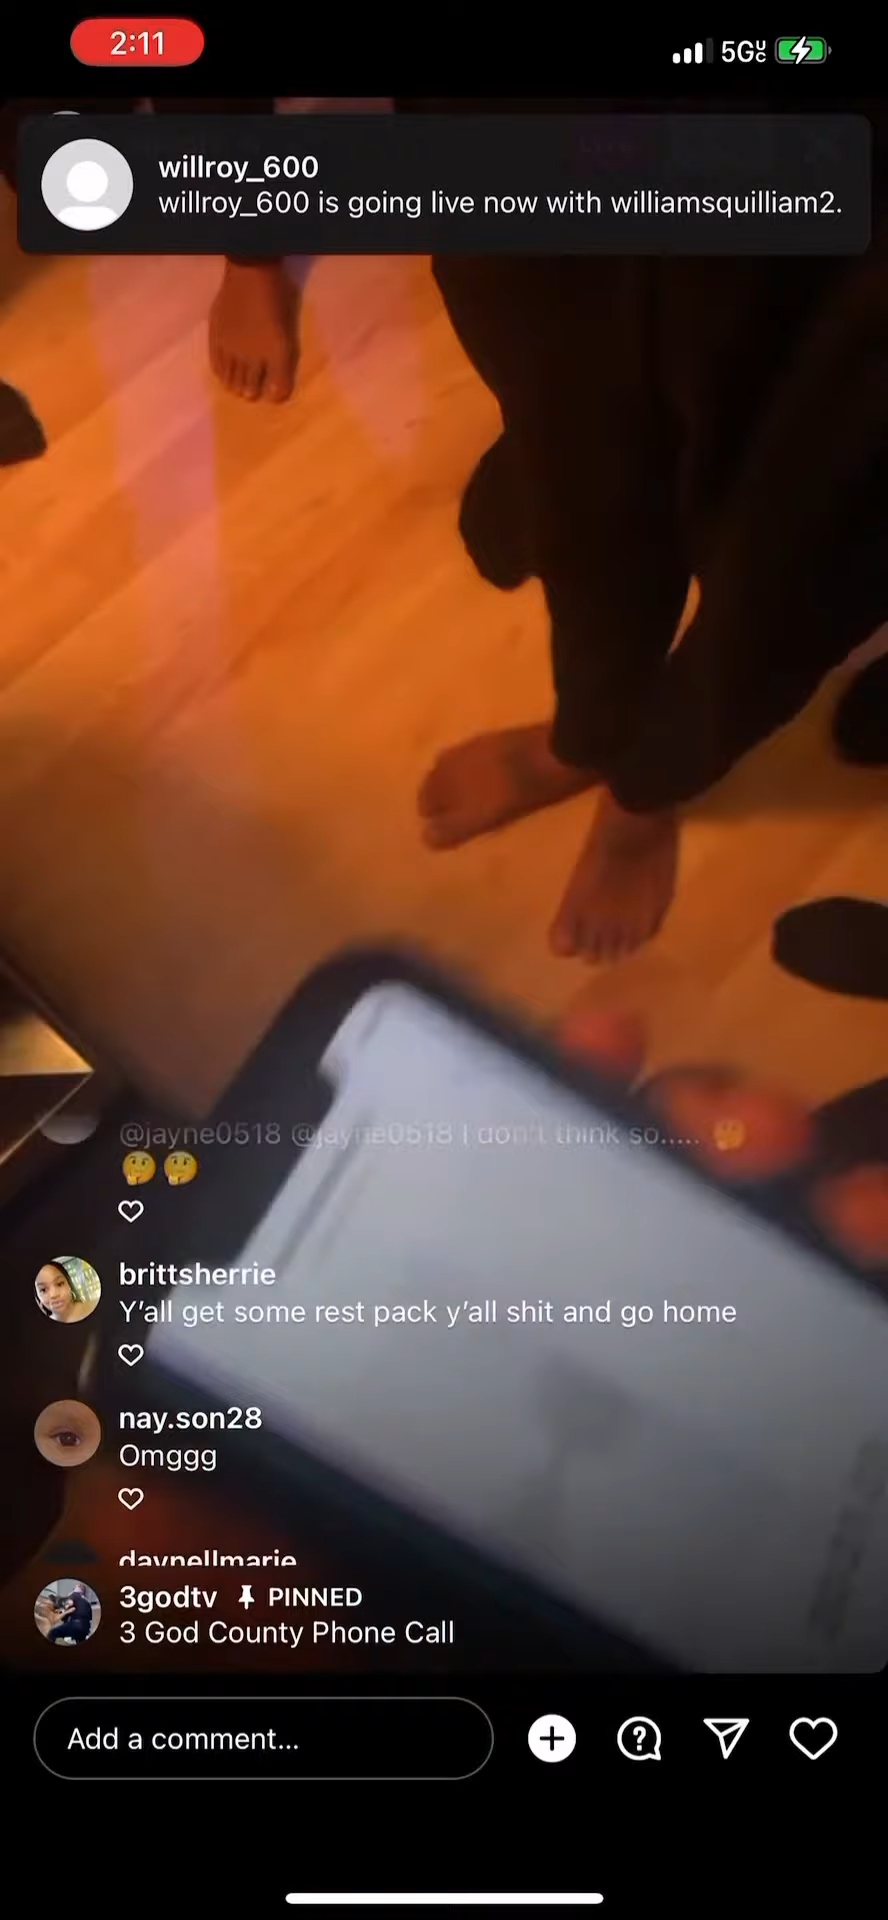 2:11
5GUC
willroy_600
willroy_600 is going live now with williamsquilliam2.
@jayne0518 @jayne0518 I don't think so..... 🤔
🤔🤔
brittsherrie
Y'all get some rest pack y'all shit and go home
nay.son28
Omggg
daynellmarie
3godtv PINNED
3 God County Phone Call
Add a comment...